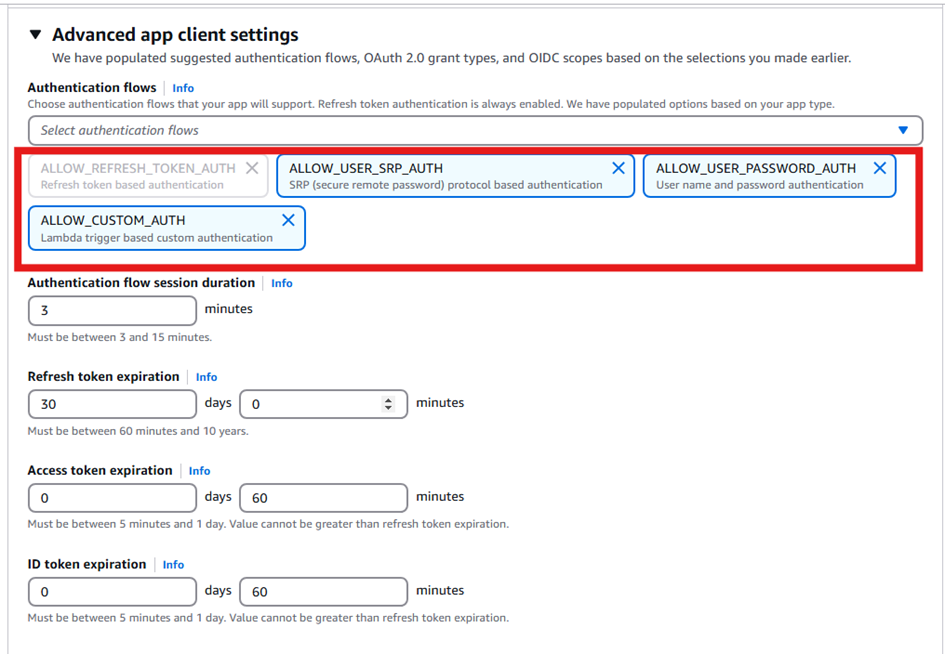 Advanced app client settings
We have populated suggested authentication flows, OAuth 2.0 grant types, and OIDC scopes based on the selections you made earlier.
Authentication flows Info
Choose authentication flows that your app will support. Refresh token authentication is always enabled. We have populated options based on your app type.
Select authentication flows
ALLOW_REFRESH_TOKEN_AUTH
Refresh token based authentication
ALLOW_USER_SRP_AUTH
SRP (secure remote password) protocol based authentication
ALLOW_USER_PASSWORD_AUTH
User name and password authentication
ALLOW_CUSTOM_AUTH
Lambda trigger based custom authentication
Authentication flow session duration Info
3 minutes
Must be between 3 and 15 minutes.
Refresh token expiration Info
30 days 0 minutes
Must be between 60 minutes and 10 years.
Access token expiration Info
0 days 60 minutes
Must be between 5 minutes and 1 day. Value cannot be greater than refresh token expiration.
ID token expiration Info
0 days 60 minutes
Must be between 5 minutes and 1 day. Value cannot be greater than refresh token expiration.